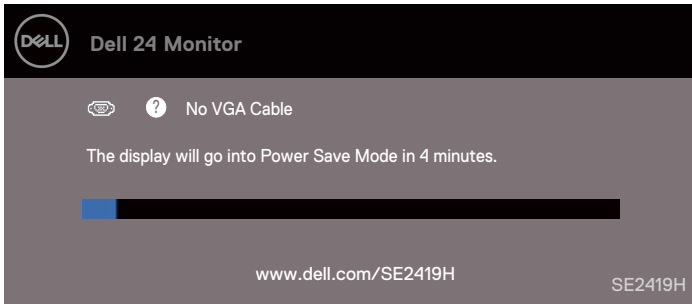 DELL
Dell 24 Monitor
? No VGA Cable
The display will go into Power Save Mode in 4 minutes.
www.dell.com/SE2419H
SE2419H